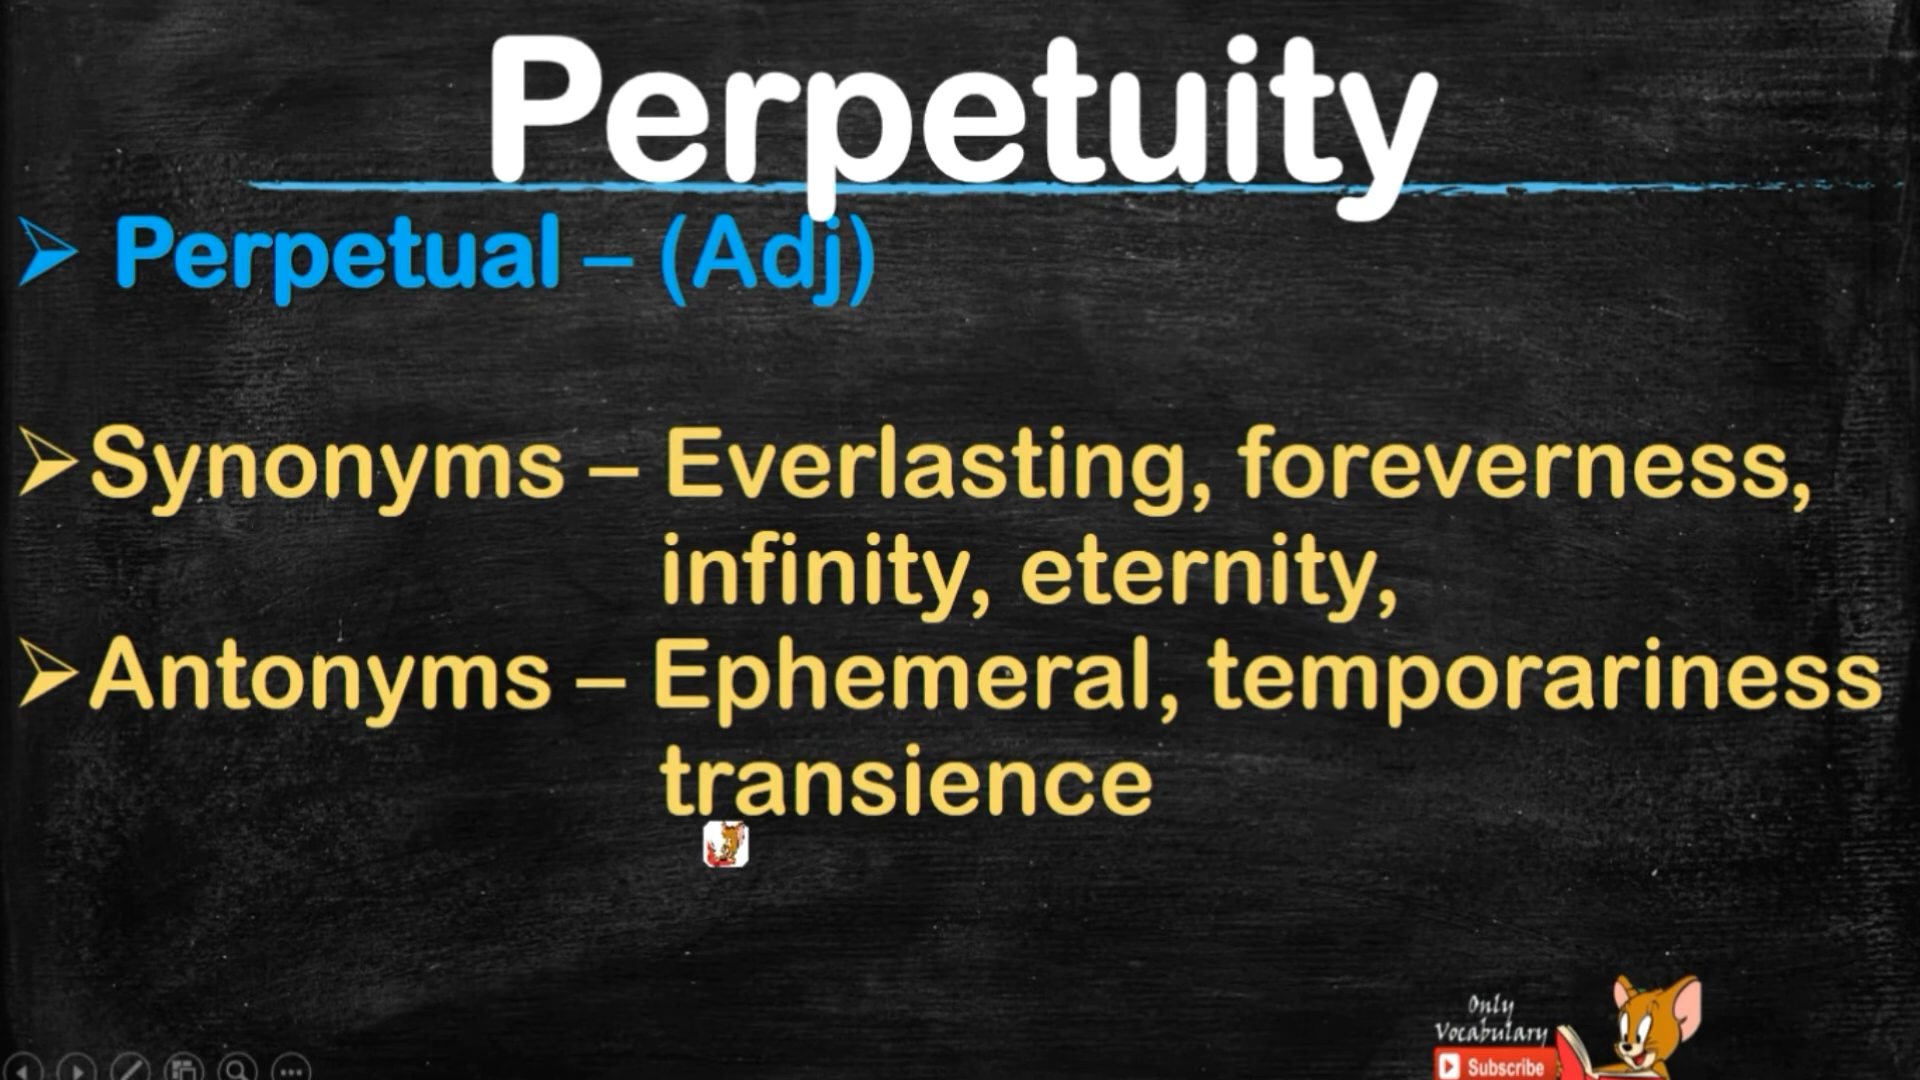 Perpetuity
Perpetual – (Adj)
Synonyms – Everlasting, foreverness,
infinity, eternity,
Antonyms – Ephemeral, temporariness
transience
Only
Vocabulary
Subscribe